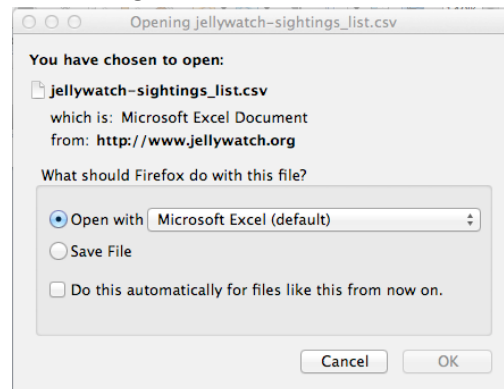 Opening jellywatch-sightings_list.csv
You have chosen to open:
jellywatch-sightings_list.csv
which is: Microsoft Excel Document
from: http://www.jellywatch.org
What should Firefox do with this file?
Open with Microsoft Excel (default)
Save File
Do this automatically for files like this from now on.
Cancel OK